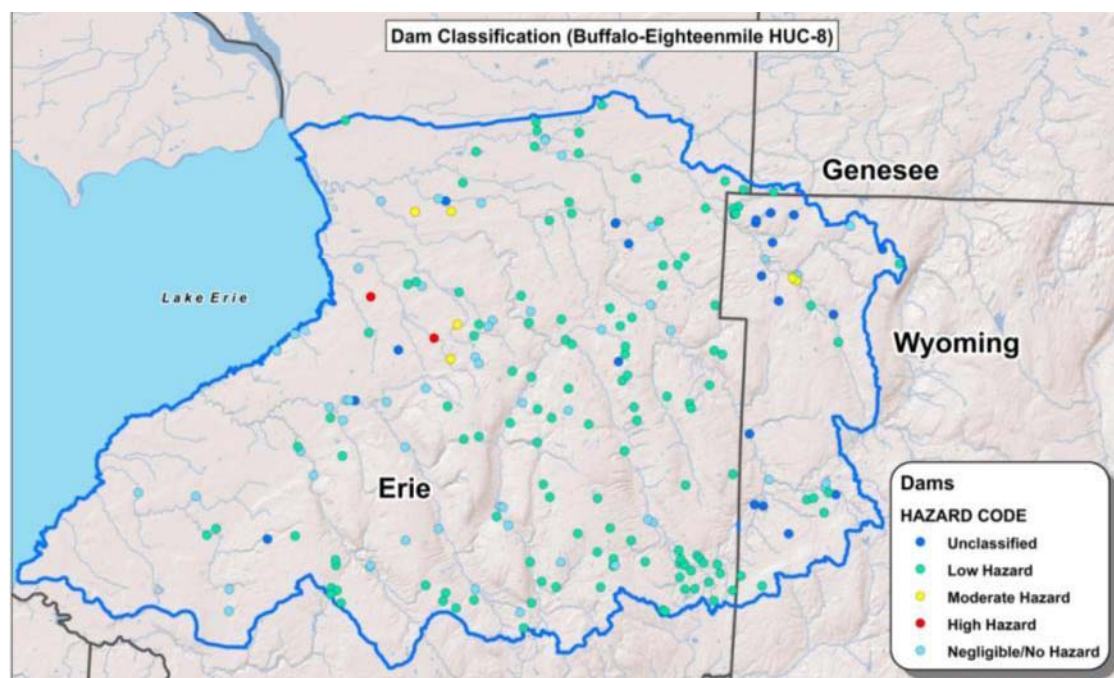 Dam Classification (Buffalo-Eighteenmile HUC-8)
Genesee
Lake Erie
Wyoming
Erie
Dams
HAZARD CODE
Unclassified
Low Hazard
Moderate Hazard
High Hazard
Negligible/No Hazard